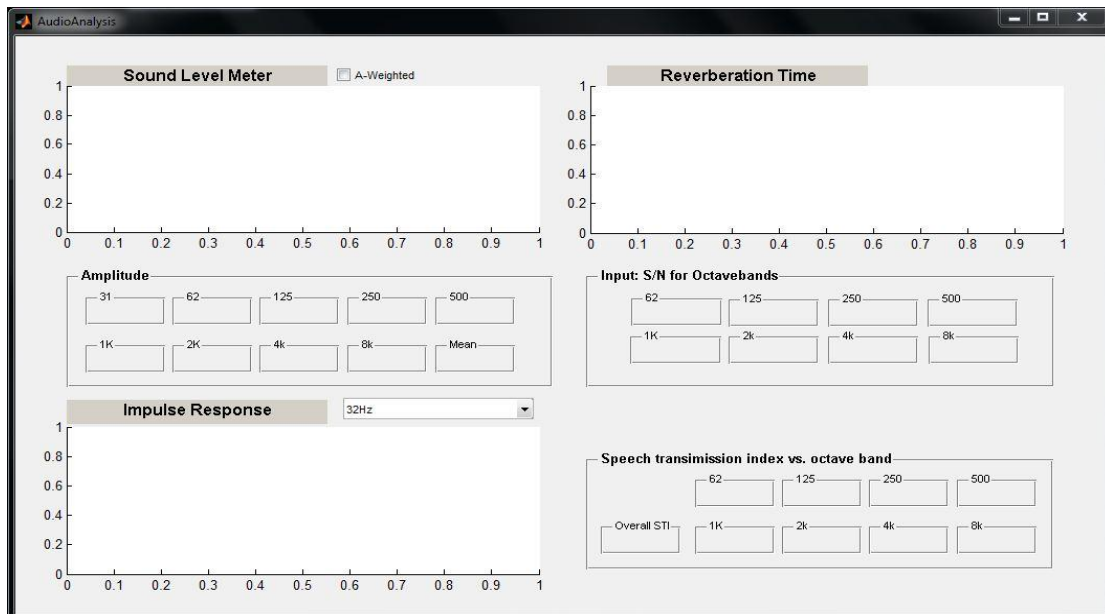 AudioAnalysis
Sound Level Meter
A-Weighted
1
0.8
0.6
0.4
0.2
0
0 0.1 0.2 0.3 0.4 0.5 0.6 0.7 0.8 0.9 1
Reverberation Time
1
0.8
0.6
0.4
0.2
0
0 0.1 0.2 0.3 0.4 0.5 0.6 0.7 0.8 0.9 1
Amplitude
31 62 125 250 500
1K 2K 4k 8k Mean
Input: S/N for Octavebands
62 125 250 500
1K 2k 4k 8k
Impulse Response
32Hz
1
0.8
0.6
0.4
0.2
0
0 0.1 0.2 0.3 0.4 0.5 0.6 0.7 0.8 0.9 1
Speech transimission index vs. octave band
62 125 250 500
Overall STI 1K 2k 4k 8k